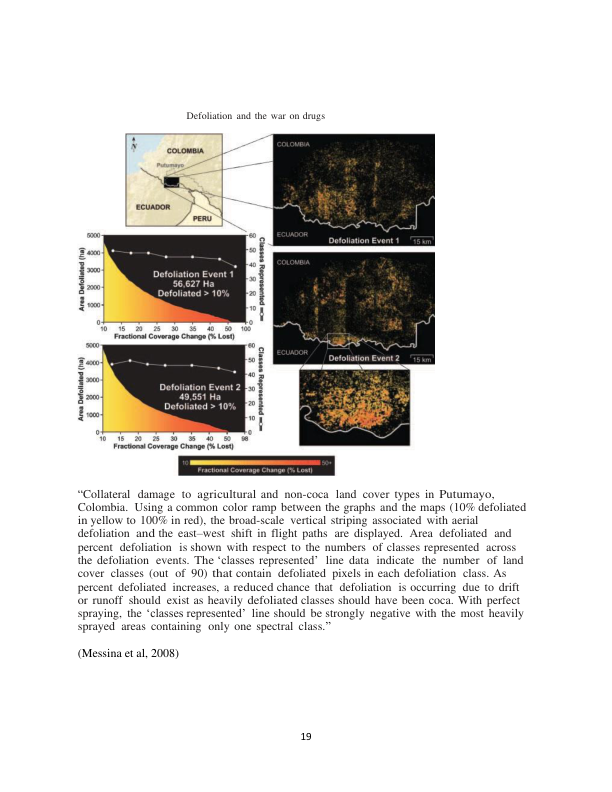 Defoliation and the war on drugs
N
COLOMBIA
Putumayo
ECUADOR
PERU
COLOMBIA
ECUADOR
Defoliation Event 1
15 km
Area Defoliated (ha)
5000
4000
3000
2000
1000
0
Defoliation Event 1
56,627 Ha
Defoliated > 10%
60
50
40
30
20
10
0
Classes Represented
10 15 20 25 30 35 40 50 100
Fractional Coverage Change (% Lost)
COLOMBIA
ECUADOR
Defoliation Event 2
15 km
Area Defoliated (ha)
5000
4000
3000
2000
1000
0
Defoliation Event 2
49,551 Ha
Defoliated > 10%
60
50
40
30
20
10
0
Classes Represented
10 15 20 25 30 35 40 50 98
Fractional Coverage Change (% Lost)
10 50+
Fractional Coverage Change (% Lost)
“Collateral damage to agricultural and non-coca land cover types in Putumayo,
Colombia. Using a common color ramp between the graphs and the maps (10% defoliated
in yellow to 100% in red), the broad-scale vertical striping associated with aerial
defoliation and the east–west shift in flight paths are displayed. Area defoliated and
percent defoliation is shown with respect to the numbers of classes represented across
the defoliation events. The ‘classes represented’ line data indicate the number of land
cover classes (out of 90) that contain defoliated pixels in each defoliation class. As
percent defoliated increases, a reduced chance that defoliation is occurring due to drift
or runoff should exist as heavily defoliated classes should have been coca. With perfect
spraying, the ‘classes represented’ line should be strongly negative with the most heavily
sprayed areas containing only one spectral class.”
(Messina et al, 2008)
19